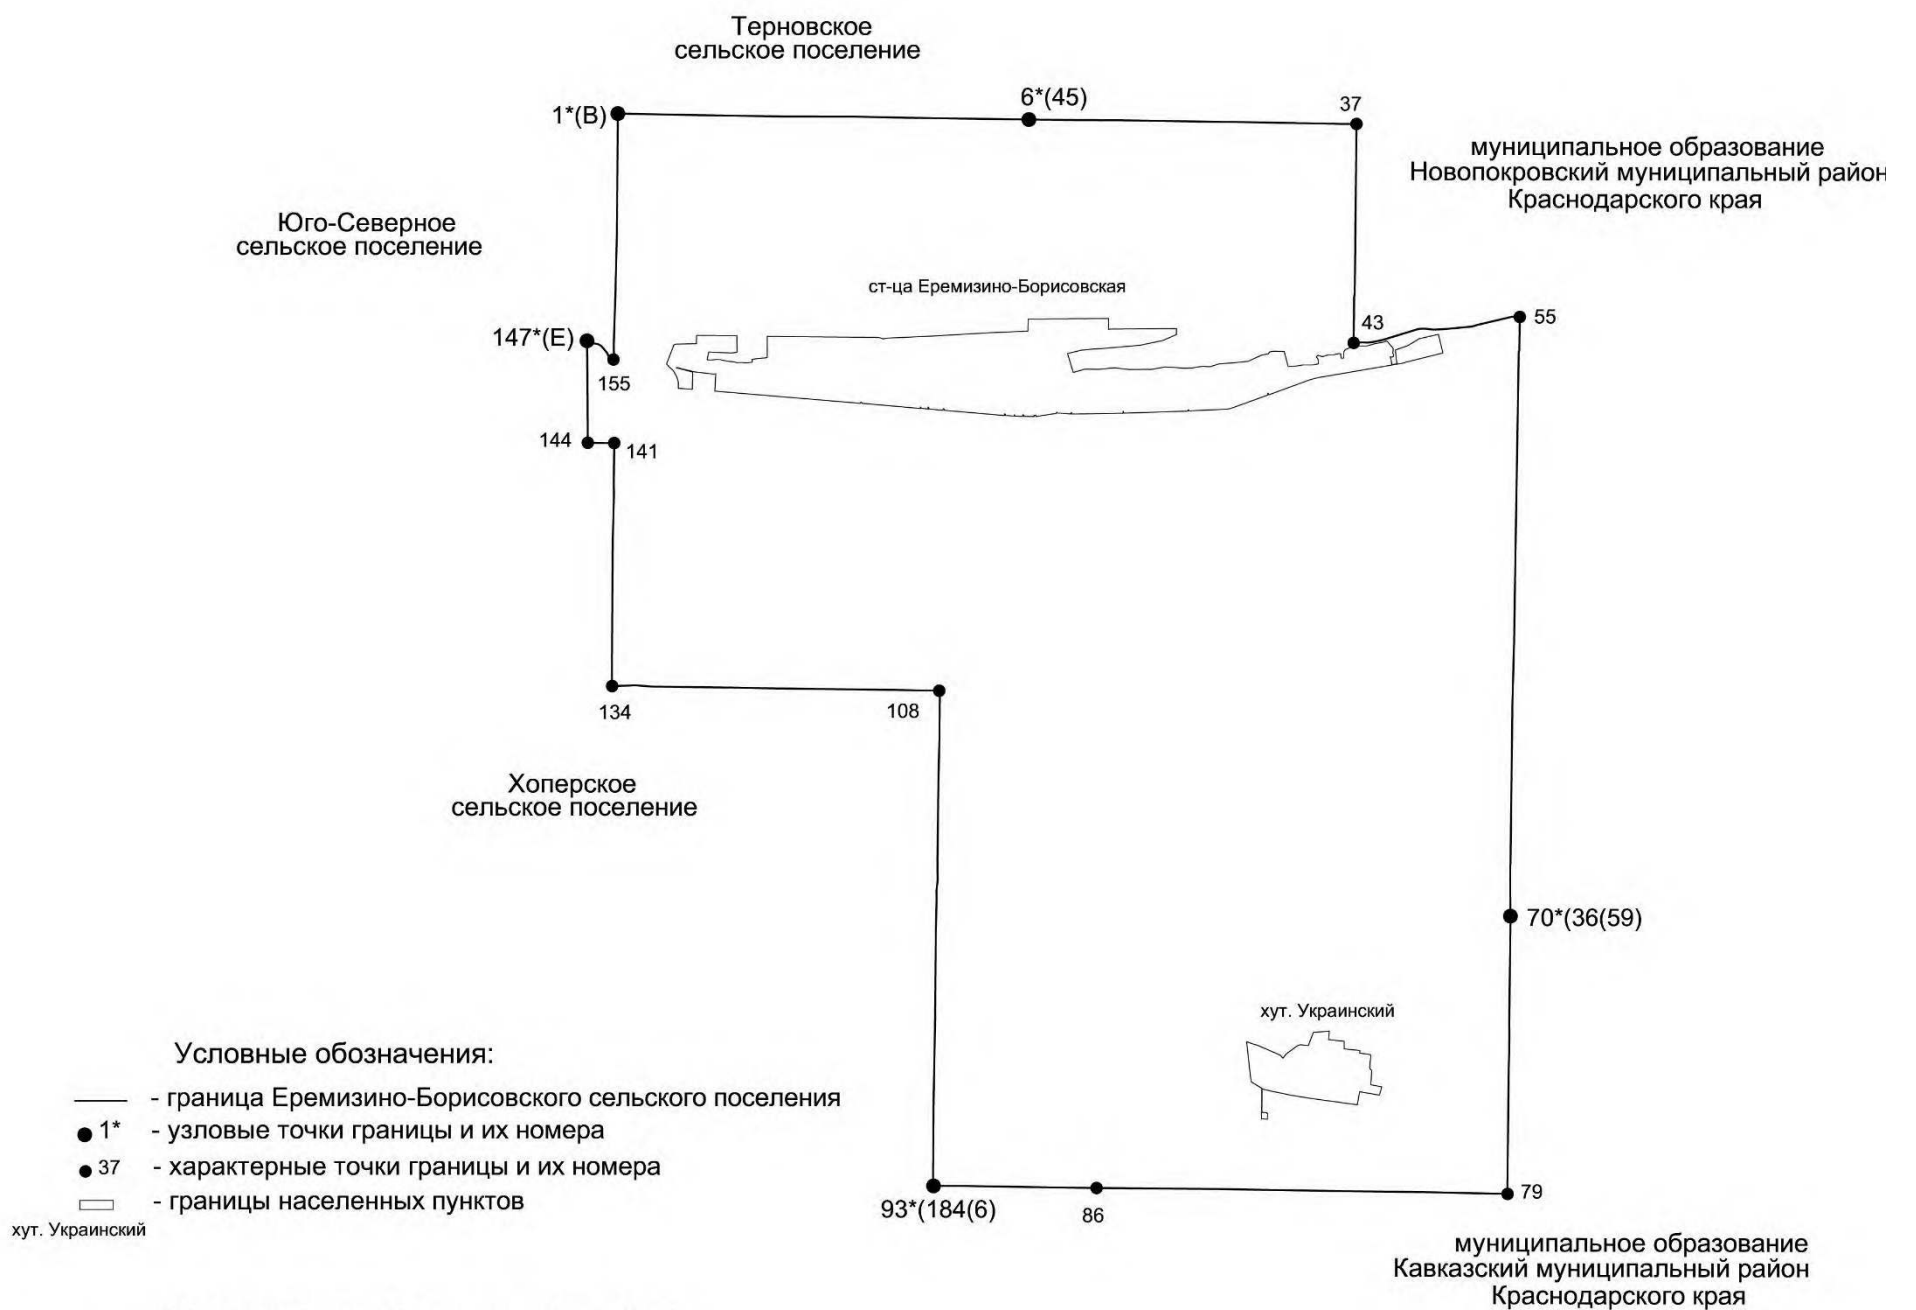 Терновское
сельское поселение
1*(В)
6*(45)
37
муниципальное образование
Новопокровский муниципальный район
Краснодарского края
Юго-Северное
сельское поселение
ст-ца Еремизино-Борисовская
147*(Е)
43
55
155
144
141
134
108
Хоперское
сельское поселение
70*(36(59)
хут. Украинский
Условные обозначения:
- граница Еремизино-Борисовского сельского поселения
1* - узловые точки границы и их номера
37 - характерные точки границы и их номера
- границы населенных пунктов
хут. Украинский
93*(184(6)
86
79
муниципальное образование
Кавказский муниципальный район
Краснодарского края